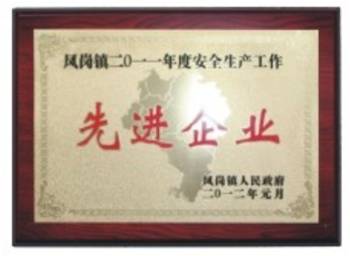 凤岗镇二〇一一年度安全生产工作
先进企业
凤岗镇人民政府
二〇一二年元月